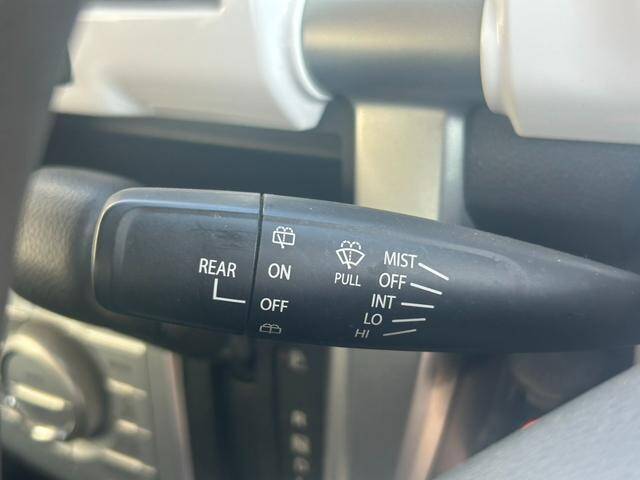 REAR
ON
OFF
PULL
MIST
OFF
INT
LO
HI